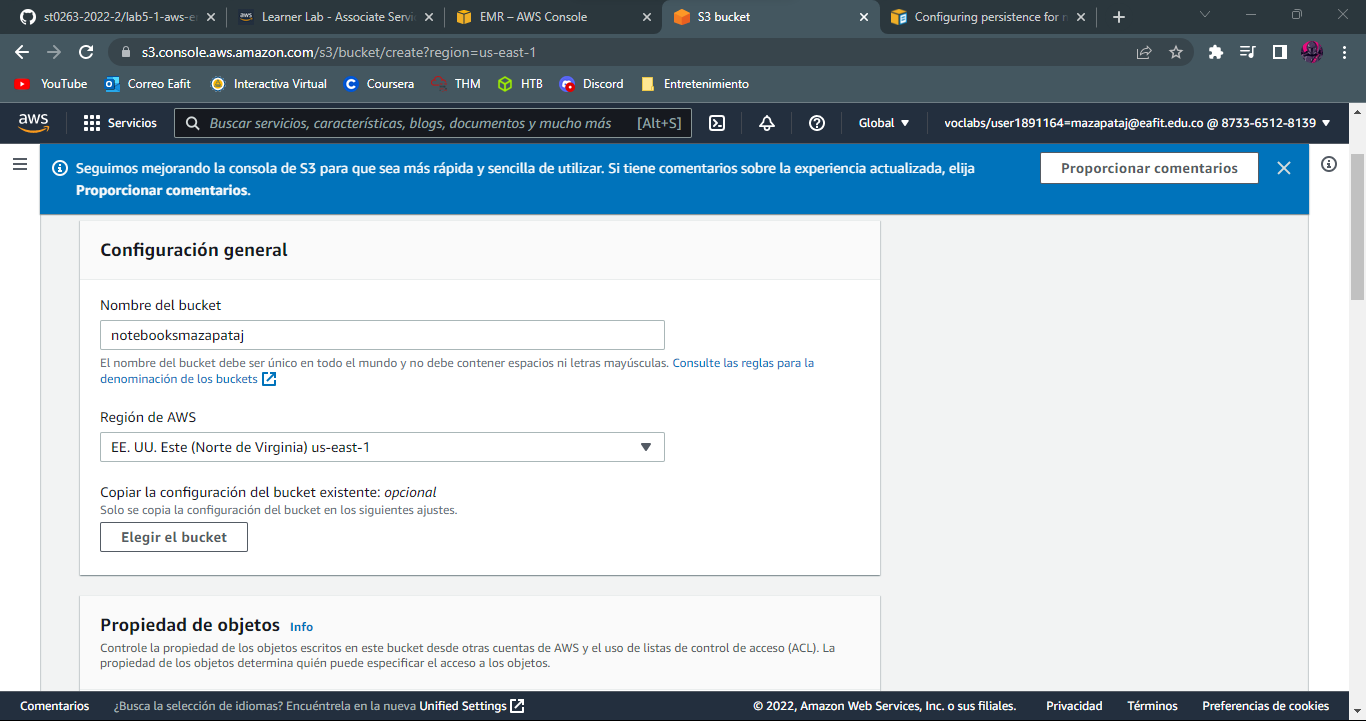 st0263-2022-2/lab5-1-aws-e
Learner Lab - Associate Servi
EMR – AWS Console
S3 bucket
Configuring persistence for
s3.console.aws.amazon.com/s3/bucket/create?region=us-east-1
YouTube
Correo Eafit
Interactiva Virtual
Coursera
THM
HTB
Discord
Entretenimiento
aws
Servicios
Buscar servicios, características, blogs, documentos y mucho más
[Alt+S]
Global
voclabs/user1891164=mazapataj@eafit.edu.co @ 8733-6512-8139
Seguimos mejorando la consola de S3 para que sea más rápida y sencilla de utilizar. Si tiene comentarios sobre la experiencia actualizada, elija
Proporcionar comentarios.
Proporcionar comentarios
Configuración general
Nombre del bucket
notebooksmazapataj
El nombre del bucket debe ser único en todo el mundo y no debe contener espacios ni letras mayúsculas. Consulte las reglas para la
denominación de los buckets
Región de AWS
EE. UU. Este (Norte de Virginia) us-east-1
Copiar la configuración del bucket existente: opcional
Solo se copia la configuración del bucket en los siguientes ajustes.
Elegir el bucket
Propiedad de objetos Info
Controle la propiedad de los objetos escritos en este bucket desde otras cuentas de AWS y el uso de listas de control de acceso (ACL). La
propiedad de los objetos determina quién puede especificar el acceso a los objetos.
Comentarios
¿Busca la selección de idiomas? Encuéntrela en la nueva Unified Settings
© 2022, Amazon Web Services, Inc. o sus filiales.
Privacidad
Términos
Preferencias de cookies